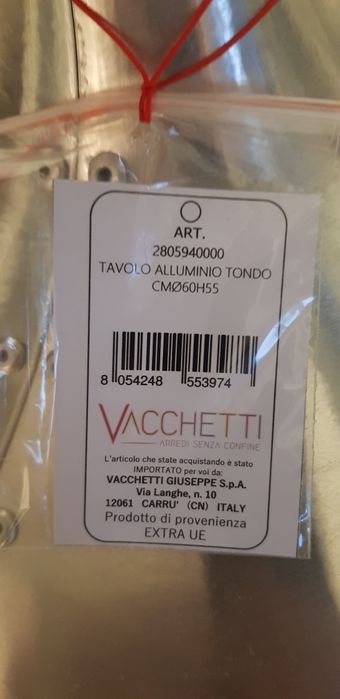 ART.
2805940000
TAVOLO ALLUMINIO TONDO
CMØ60H55
8 054248 553974
VACCHETTI
ARREDI SENZA CONFINE
L'articolo che state acquistando è stato
IMPORTATO per voi da:
VACCHETTI GIUSEPPE S.p.A.
Via Langhe, n. 10
12061 CARRU' (CN) ITALY
Prodotto di provenienza
EXTRA UE